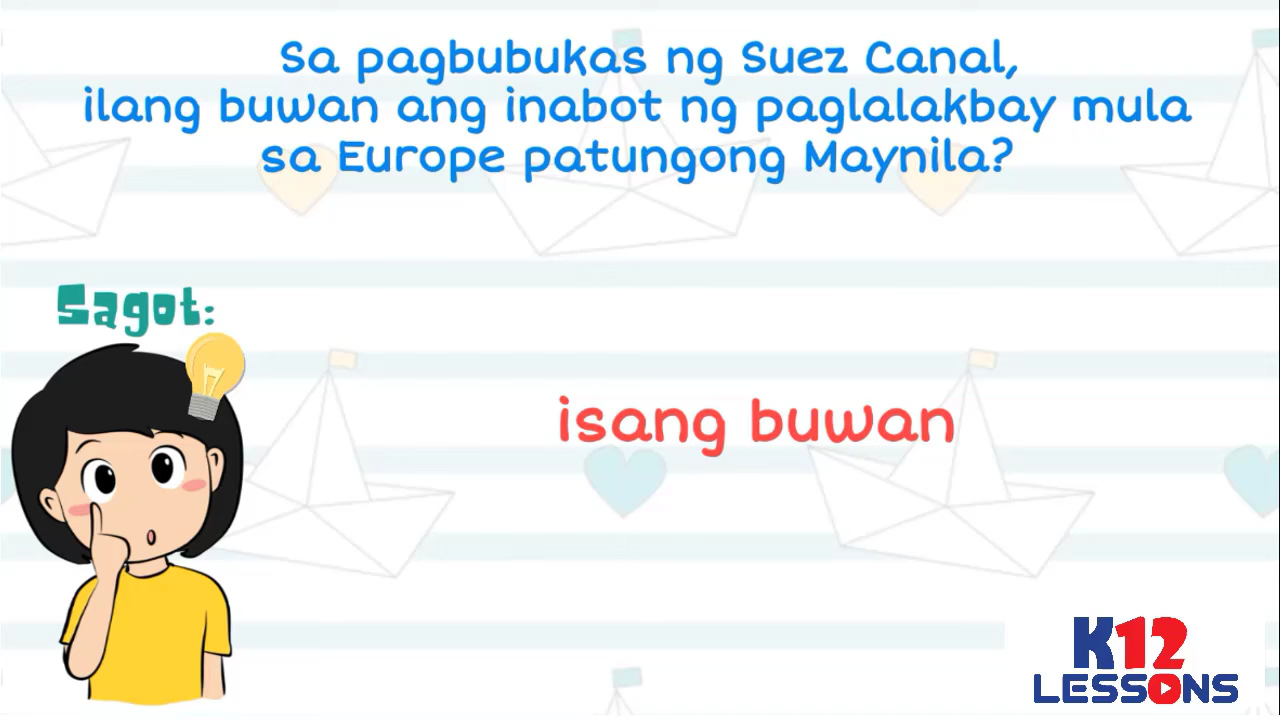 Sa pagbubukas ng Suez Canal,
ilang buwan ang inabot ng paglalakbay mula
sa Europe patungong Maynila?
Sagot:
isang buwan
K12
LESSONS